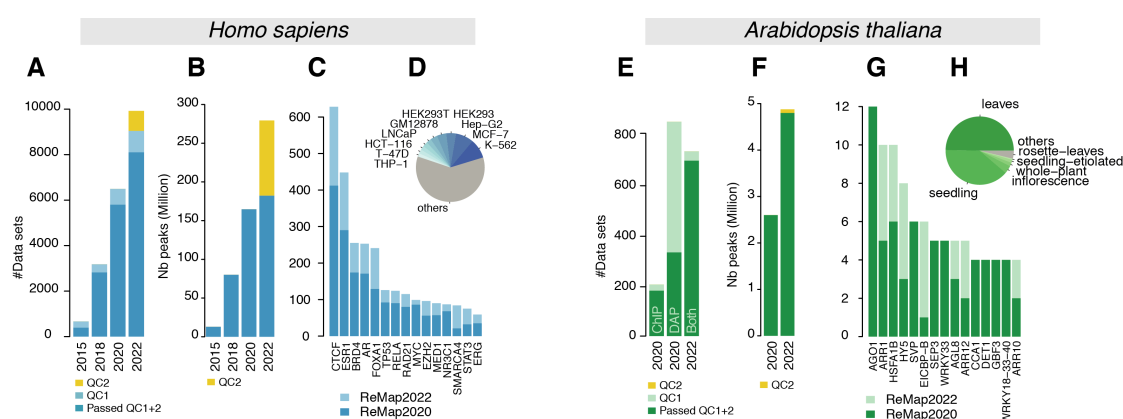 Homo sapiens
Arabidopsis thaliana
A
B
C
D
E
F
G
H
#Data sets
10000
8000
6000
4000
2000
0
2015
2018
2020
2022
QC2
QC1
Passed QC1+2
Nb peaks (Million)
300
250
200
150
100
50
0
2015
2018
2020
2022
QC2
600
500
400
300
200
100
0
CTCF
ESR1
BRD4
AR
FOXA1
TP53
RELA
RAD21
MYC
EZH2
MED1
NR3C1
SMARCA4
STAT3
ERG
ReMap2022
ReMap2020
HEK293T
HEK293
GM12878
Hep-G2
LNCaP
MCF-7
HCT-116
K-562
T-47D
THP-1
others
#Data sets
800
600
400
200
0
ChIP
DAP
Both
2020
2022
2022
QC2
QC1
Passed QC1+2
Nb peaks (Million)
5
4
3
2
1
0
2020
2022
QC2
12
10
8
6
4
2
0
AGO1
ARR1
HSFA1B
HY5
EICBP-B
SVP
SEP3
WRKY33
AGL8
ARR14
CCA1
DET1
GBF3
WRKY18-33-40
ARR10
ReMap2022
ReMap2020
leaves
others
rosette-leaves
seedling-etiolated
whole-plant
inflorescence
seedling